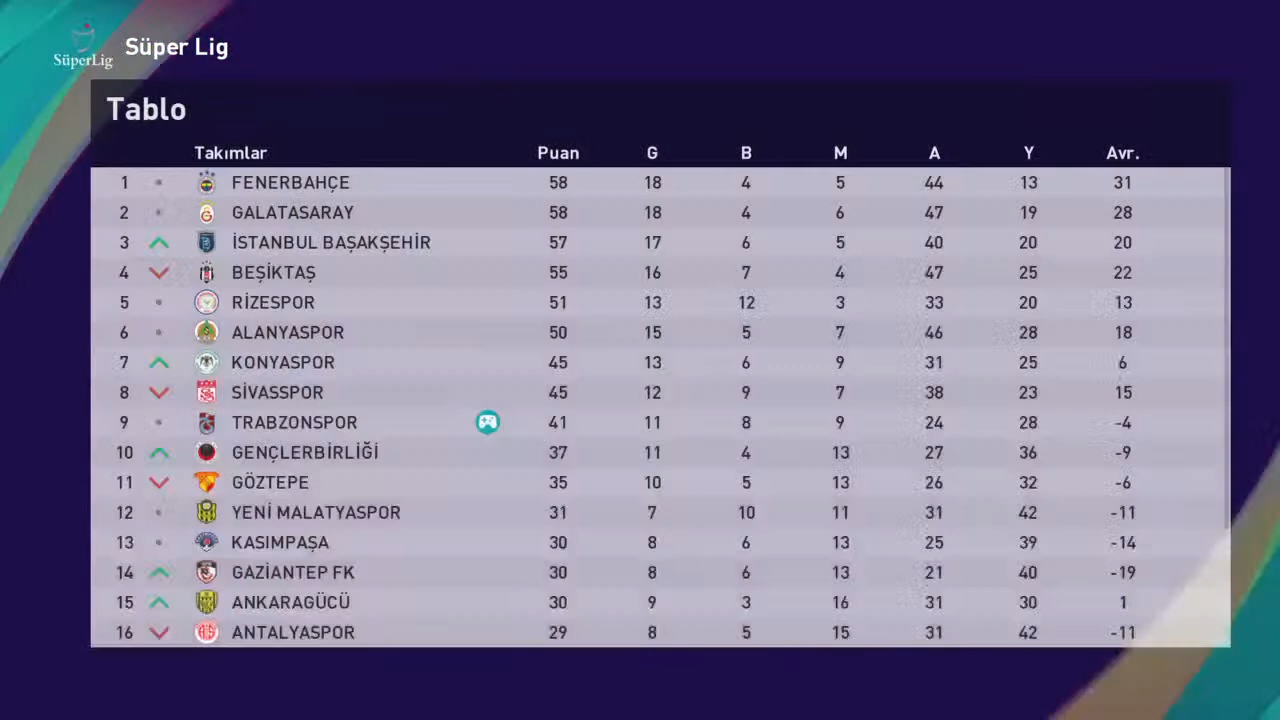 SüperLig Süper Lig
Tablo
Takımlar Puan G B M A Y Avr.
1 FENERBAHÇE 58 18 4 5 44 13 31
2 GALATASARAY 58 18 4 6 47 19 28
3 İSTANBUL BAŞAKŞEHİR 57 17 6 5 40 20 20
4 BEŞİKTAŞ 55 16 7 4 47 25 22
5 RİZESPOR 51 13 12 3 33 20 13
6 ALANYASPOR 50 15 5 7 46 28 18
7 KONYASPOR 45 13 6 9 31 25 6
8 SİVASSPOR 45 12 9 7 38 23 15
9 TRABZONSPOR 41 11 8 9 24 28 -4
10 GENÇLERBİRLİĞİ 37 11 4 13 27 36 -9
11 GÖZTEPE 35 10 5 13 26 32 -6
12 YENİ MALATYASPOR 31 7 10 11 31 42 -11
13 KASIMPAŞA 30 8 6 13 25 39 -14
14 GAZİANTEP FK 30 8 6 13 21 40 -19
15 ANKARAGÜCÜ 30 9 3 16 31 30 1
16 ANTALYASPOR 29 8 5 15 31 42 -11